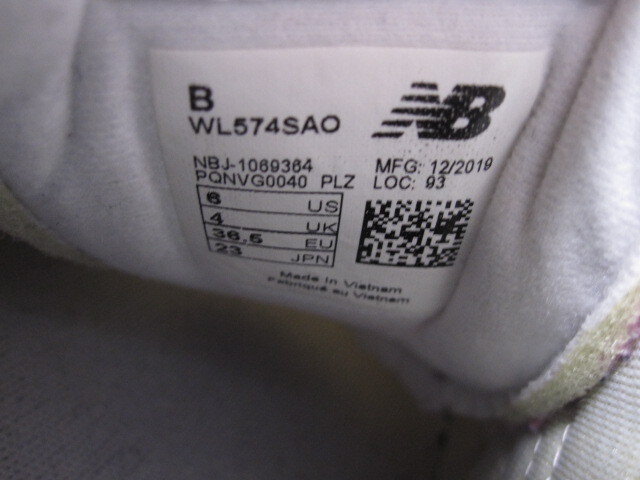 B
WL574SAO
NB
NBJ-1069364
PQNVG0040 PLZ
MFG: 12/2019
LOC: 93
6 US
4 UK
36.5 EU
23 JPN
Made in Vietnam
Fabriqué au Vietnam